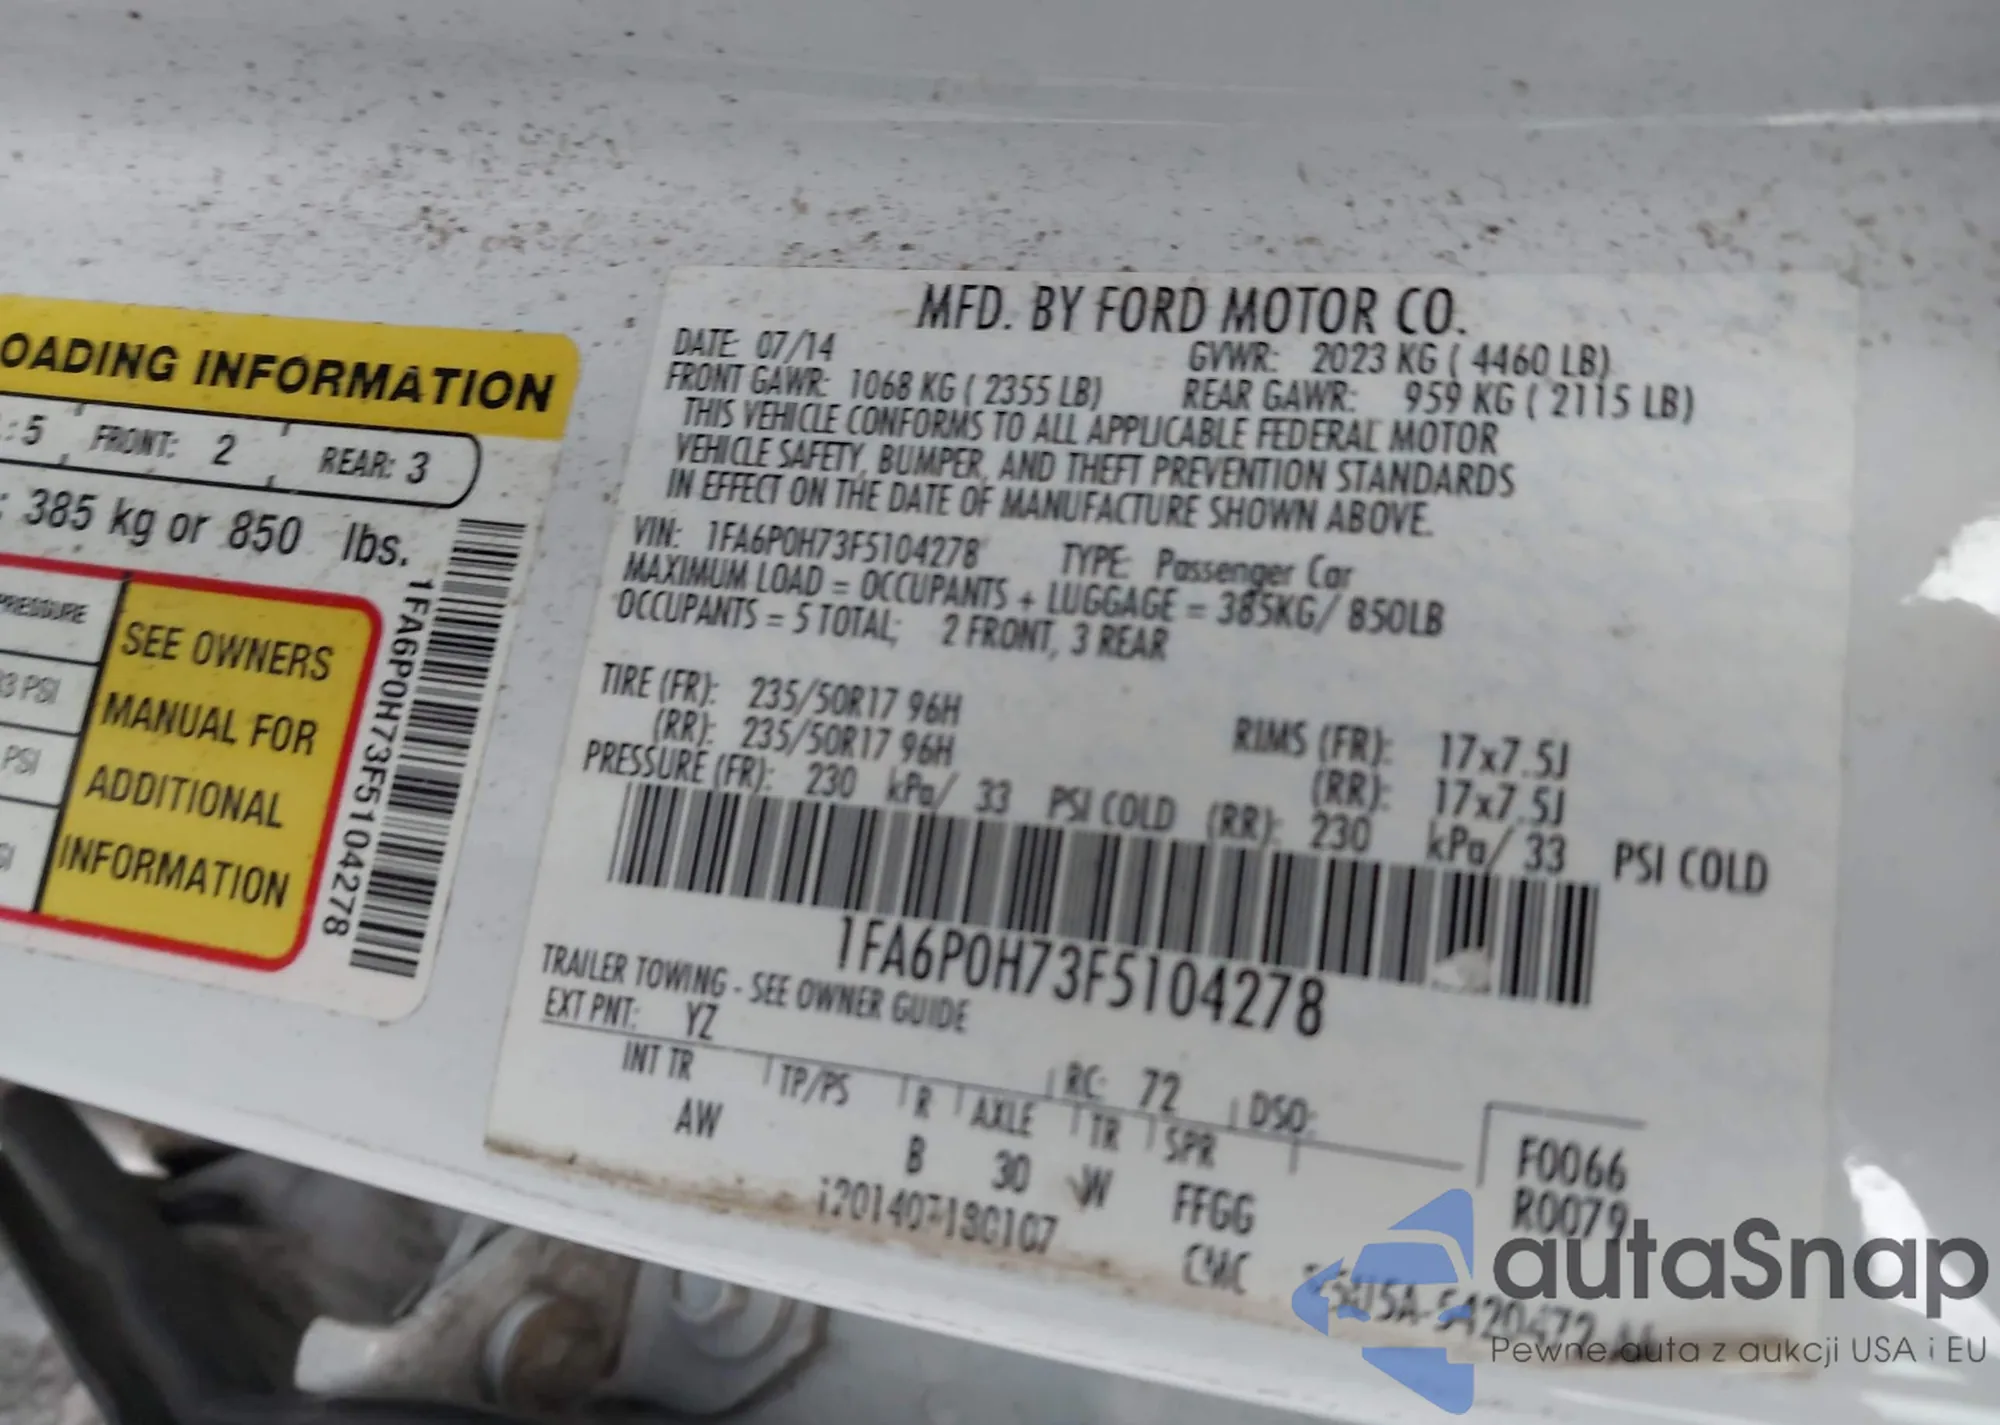 OADING INFORMATION
: 5 FRONT: 2 REAR: 3
: 385 kg or 850 lbs.
PRESSURE
33 PSI
PSI
SEE OWNERS
MANUAL FOR
ADDITIONAL
INFORMATION
1FA6P0H73F5104278
MFD. BY FORD MOTOR CO.
DATE: 07/14 GVWR: 2023 KG ( 4460 LB)
FRONT GAWR: 1068 KG ( 2355 LB) REAR GAWR: 959 KG ( 2115 LB)
THIS VEHICLE CONFORMS TO ALL APPLICABLE FEDERAL MOTOR
VEHICLE SAFETY, BUMPER, AND THEFT PREVENTION STANDARDS
IN EFFECT ON THE DATE OF MANUFACTURE SHOWN ABOVE.
VIN: 1FA6P0H73F5104278 TYPE: Passenger Car
MAXIMUM LOAD = OCCUPANTS + LUGGAGE = 385KG/ 850LB
OCCUPANTS = 5 TOTAL; 2 FRONT, 3 REAR
TIRE (FR): 235/50R17 96H RIMS (FR): 17x7.5J
(RR): 235/50R17 96H (RR): 17x7.5J
PRESSURE (FR): 230 kPa/ 33 PSI COLD (RR): 230 kPa/ 33 PSI COLD
1FA6P0H73F5104278
TRAILER TOWING - SEE OWNER GUIDE
EXT PNT: YZ RC: 72 DSO:
INT TR TP/PS R AXLE TR SPR
AW B 30 W FFGG
F0066
R0079
CMC
autaSnap
Pewne auta z aukcji USA i EU